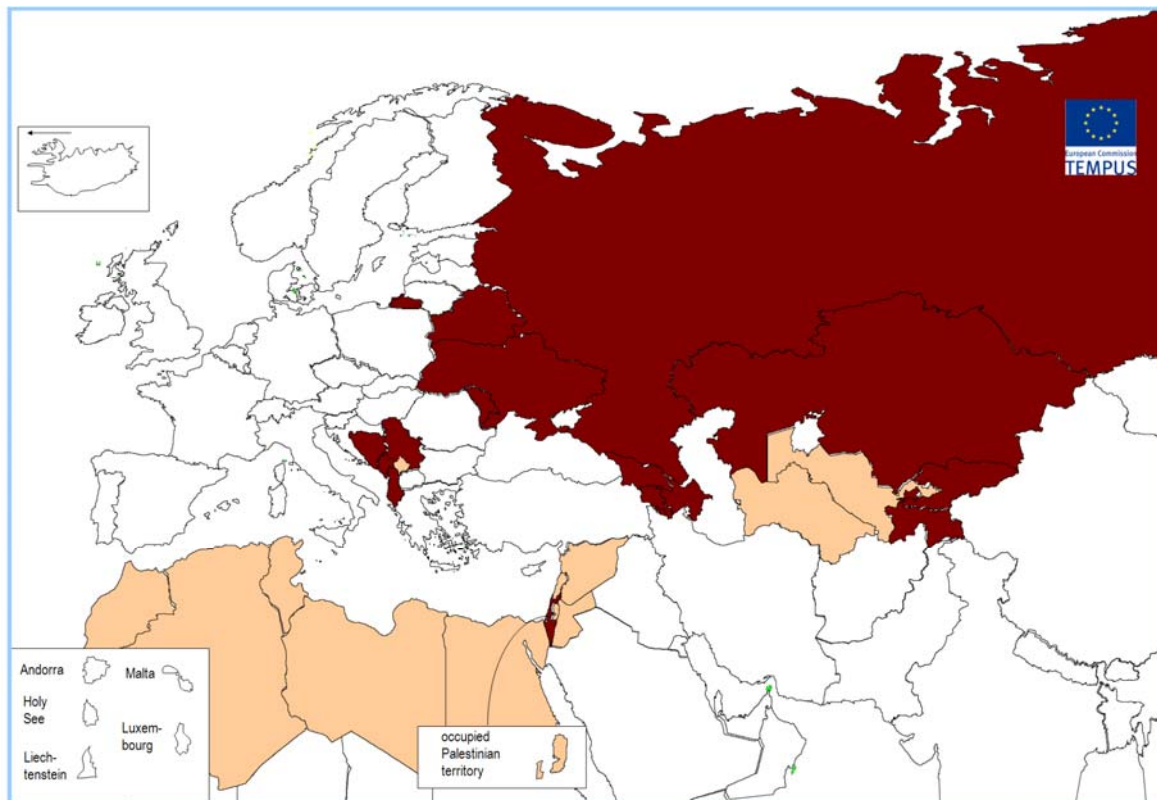 European Commission
TEMPUS
Andorra
Malta
Holy
See
Luxem-
bourg
Liech-
tenstein
occupied
Palestinian
territory